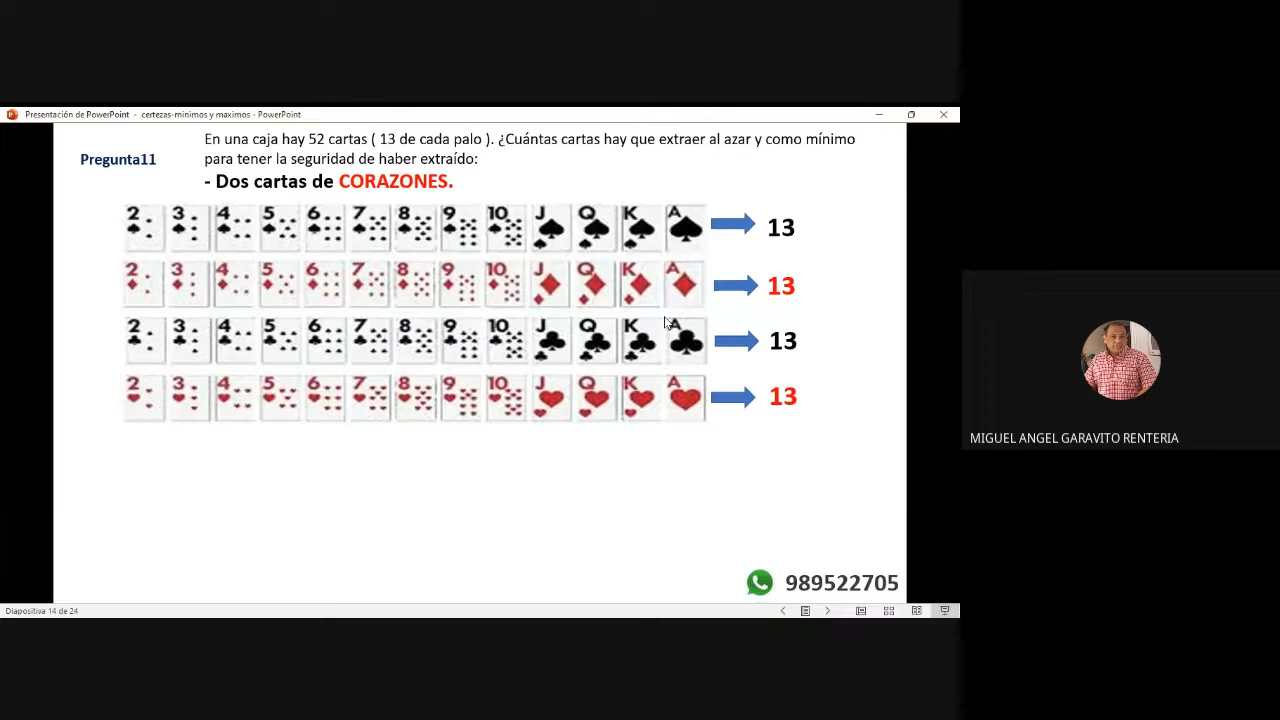 Presentación de PowerPoint - certezas-minimos y maximos - PowerPoint
En una caja hay 52 cartas ( 13 de cada palo ). ¿Cuántas cartas hay que extraer al azar y como mínimo
Pregunta11
para tener la seguridad de haber extraído:
- Dos cartas de CORAZONES.
2 3 4 5 6 7 8 9 10 J Q K A 13
2 3 4 5 6 7 8 9 10 J Q K A 13
2 3 4 5 6 7 8 9 10 J Q K A 13
2 3 4 5 6 7 8 9 10 J Q K A 13
MIGUEL ANGEL GARAVITO RENTERIA
989522705
Diapositiva 14 de 24